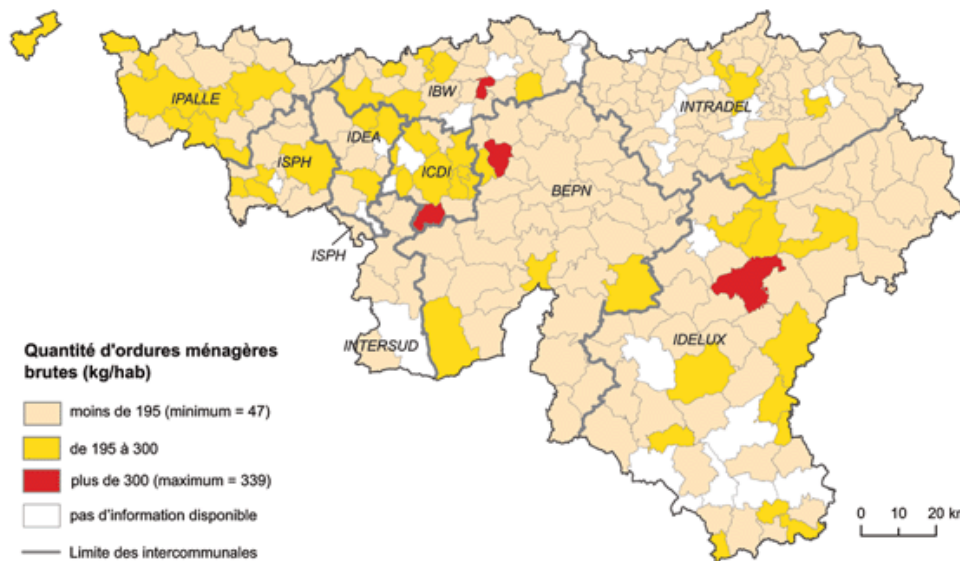 IPALLE
IBW
INTRADEL
IDEA
ISPH
ICDI
BEPN
ISPH
INTERSUD
IDELUX
Quantité d'ordures ménagères
brutes (kg/hab)
moins de 195 (minimum = 47)
de 195 à 300
plus de 300 (maximum = 339)
pas d'information disponible
Limite des intercommunales
0 10 20 km